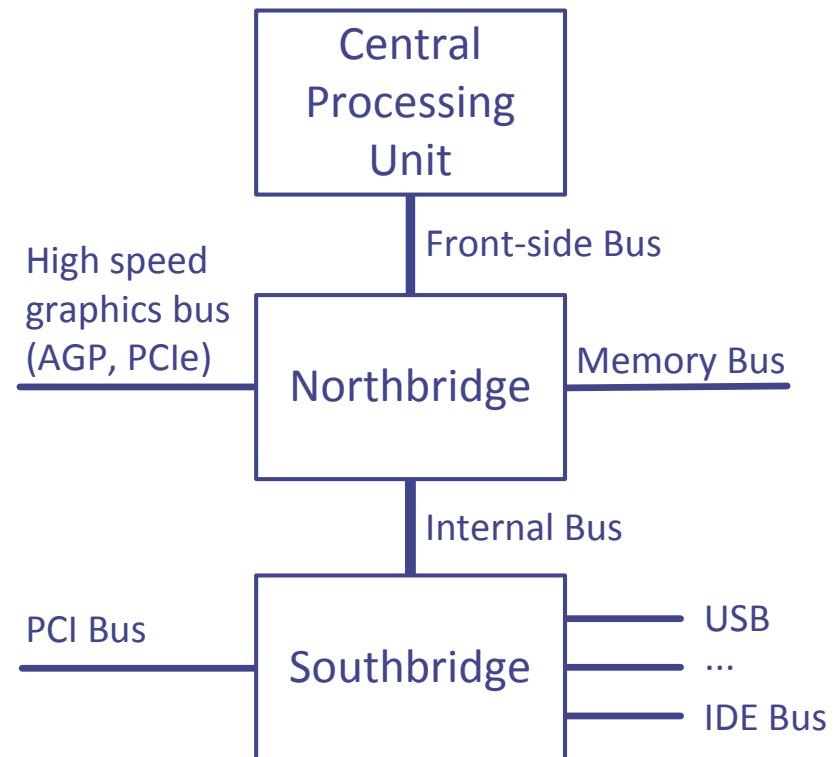 Central
Processing
Unit
Front-side Bus
High speed
graphics bus
(AGP, PCIe)
Northbridge
Memory Bus
Internal Bus
PCI Bus
Southbridge
USB
...
IDE Bus